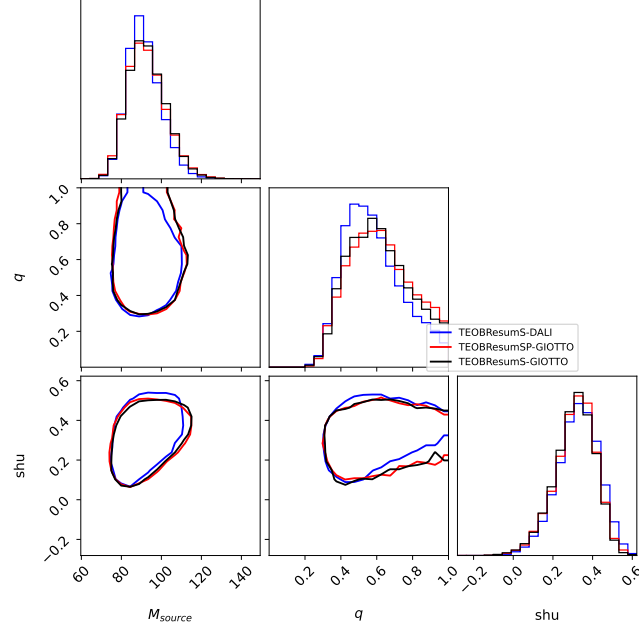 1.0
0.8
0.6
0.4
0.2
q
TEOBResumS-DALI
TEOBResumSP-GIOTTO
TEOBResumS-GIOTTO
0.6
0.4
0.2
0.0
−0.2
shu
60 80 100 120 140
0.2 0.4 0.6 0.8 1.0
−0.2 0.0 0.2 0.4 0.6
M_source q shu